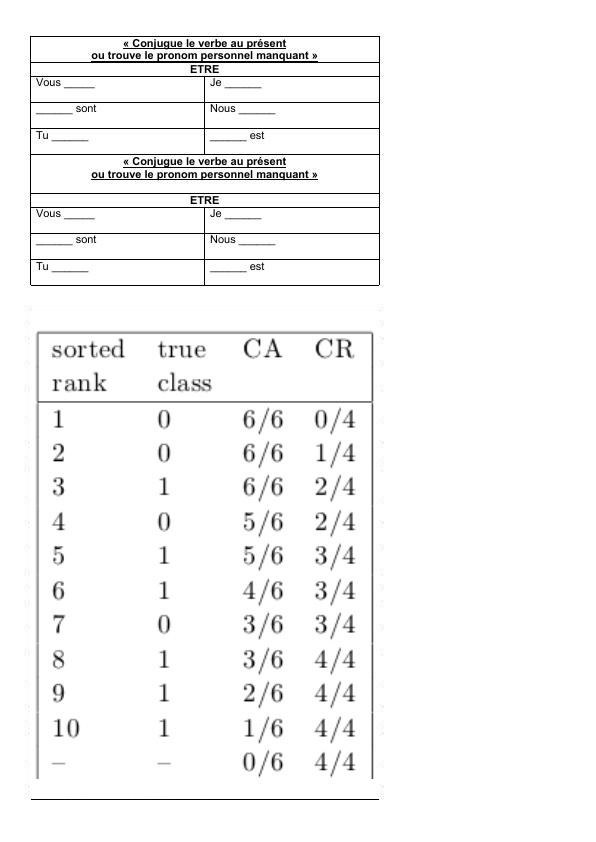 « Conjugue le verbe au présent
ou trouve le pronom personnel manquant »
ETRE
Vous _____ Je ______
______ sont Nous ______
Tu ______ ______ est
« Conjugue le verbe au présent
ou trouve le pronom personnel manquant »
ETRE
Vous _____ Je ______
______ sont Nous ______
Tu ______ ______ est
sorted true CA CR
rank class
1 0 6/6 0/4
2 0 6/6 1/4
3 1 6/6 2/4
4 0 5/6 2/4
5 1 5/6 3/4
6 1 4/6 3/4
7 0 3/6 3/4
8 1 3/6 4/4
9 1 2/6 4/4
10 1 1/6 4/4
– – 0/6 4/4